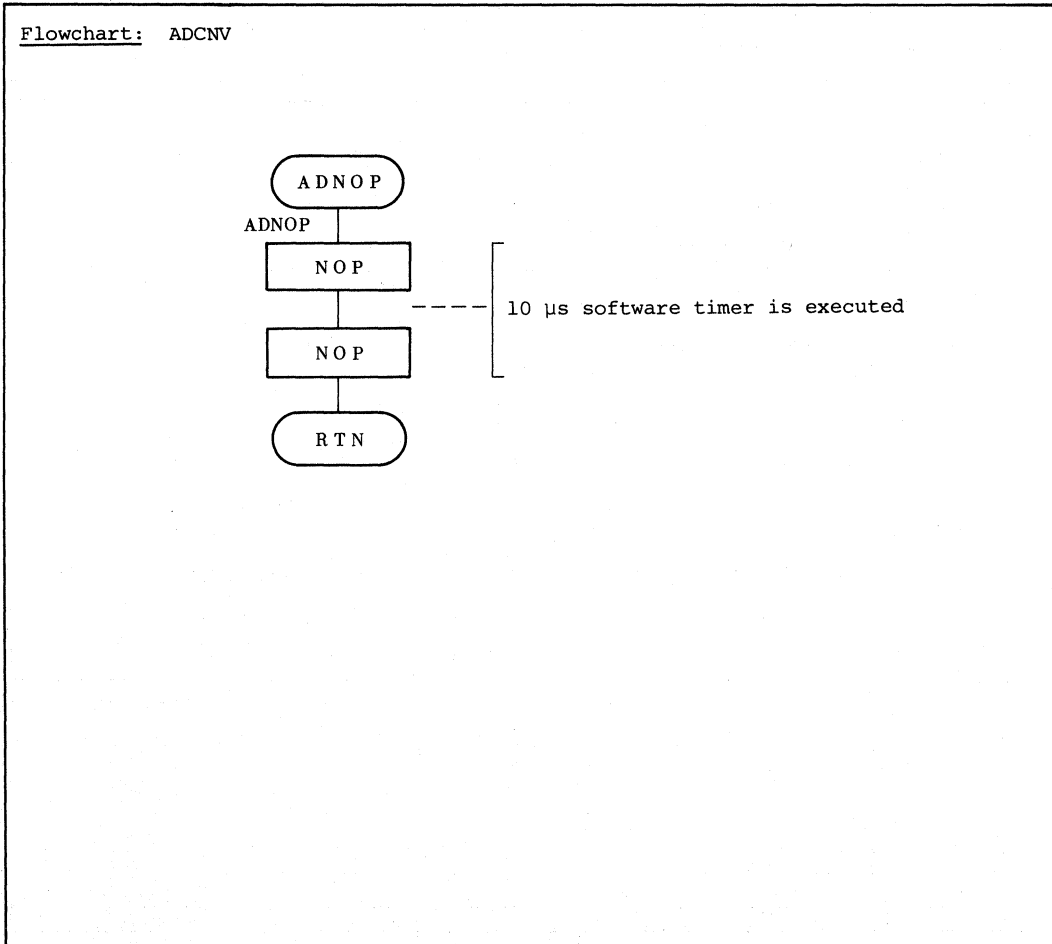 Flowchart: ADCNV
ADNOP
ADNOP
NOP
10 µs software timer is executed
NOP
RTN